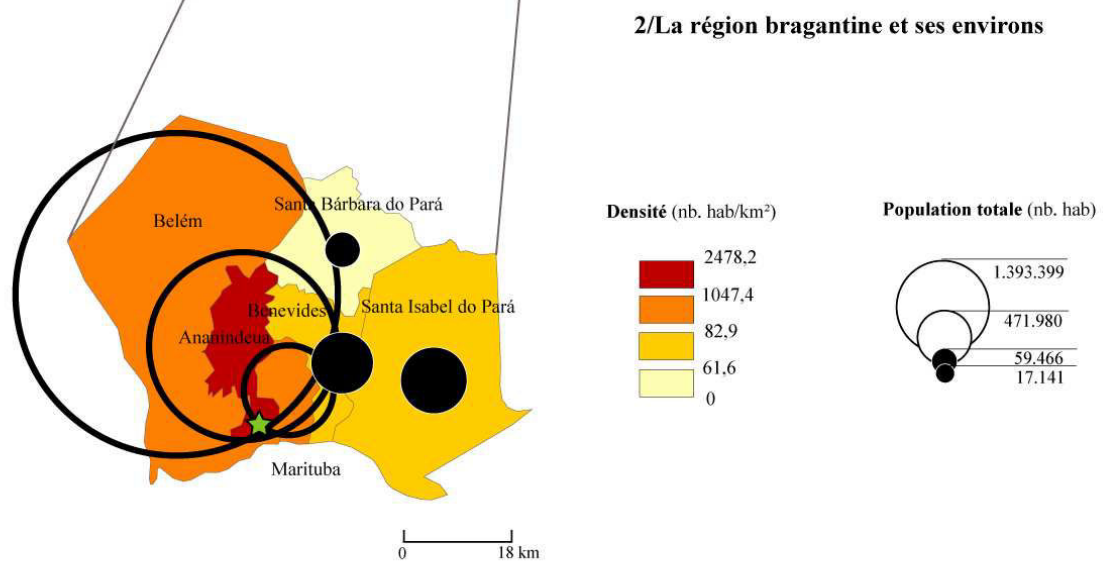 2/La région bragantine et ses environs
Belém
Santa Bárbara do Pará
Benevides
Santa Isabel do Pará
Ananindeua
Marituba
0 18 km
Densité (nb. hab/km²)
2478,2
1047,4
82,9
61,6
0
Population totale (nb. hab)
1.393.399
471.980
59.466
17.141